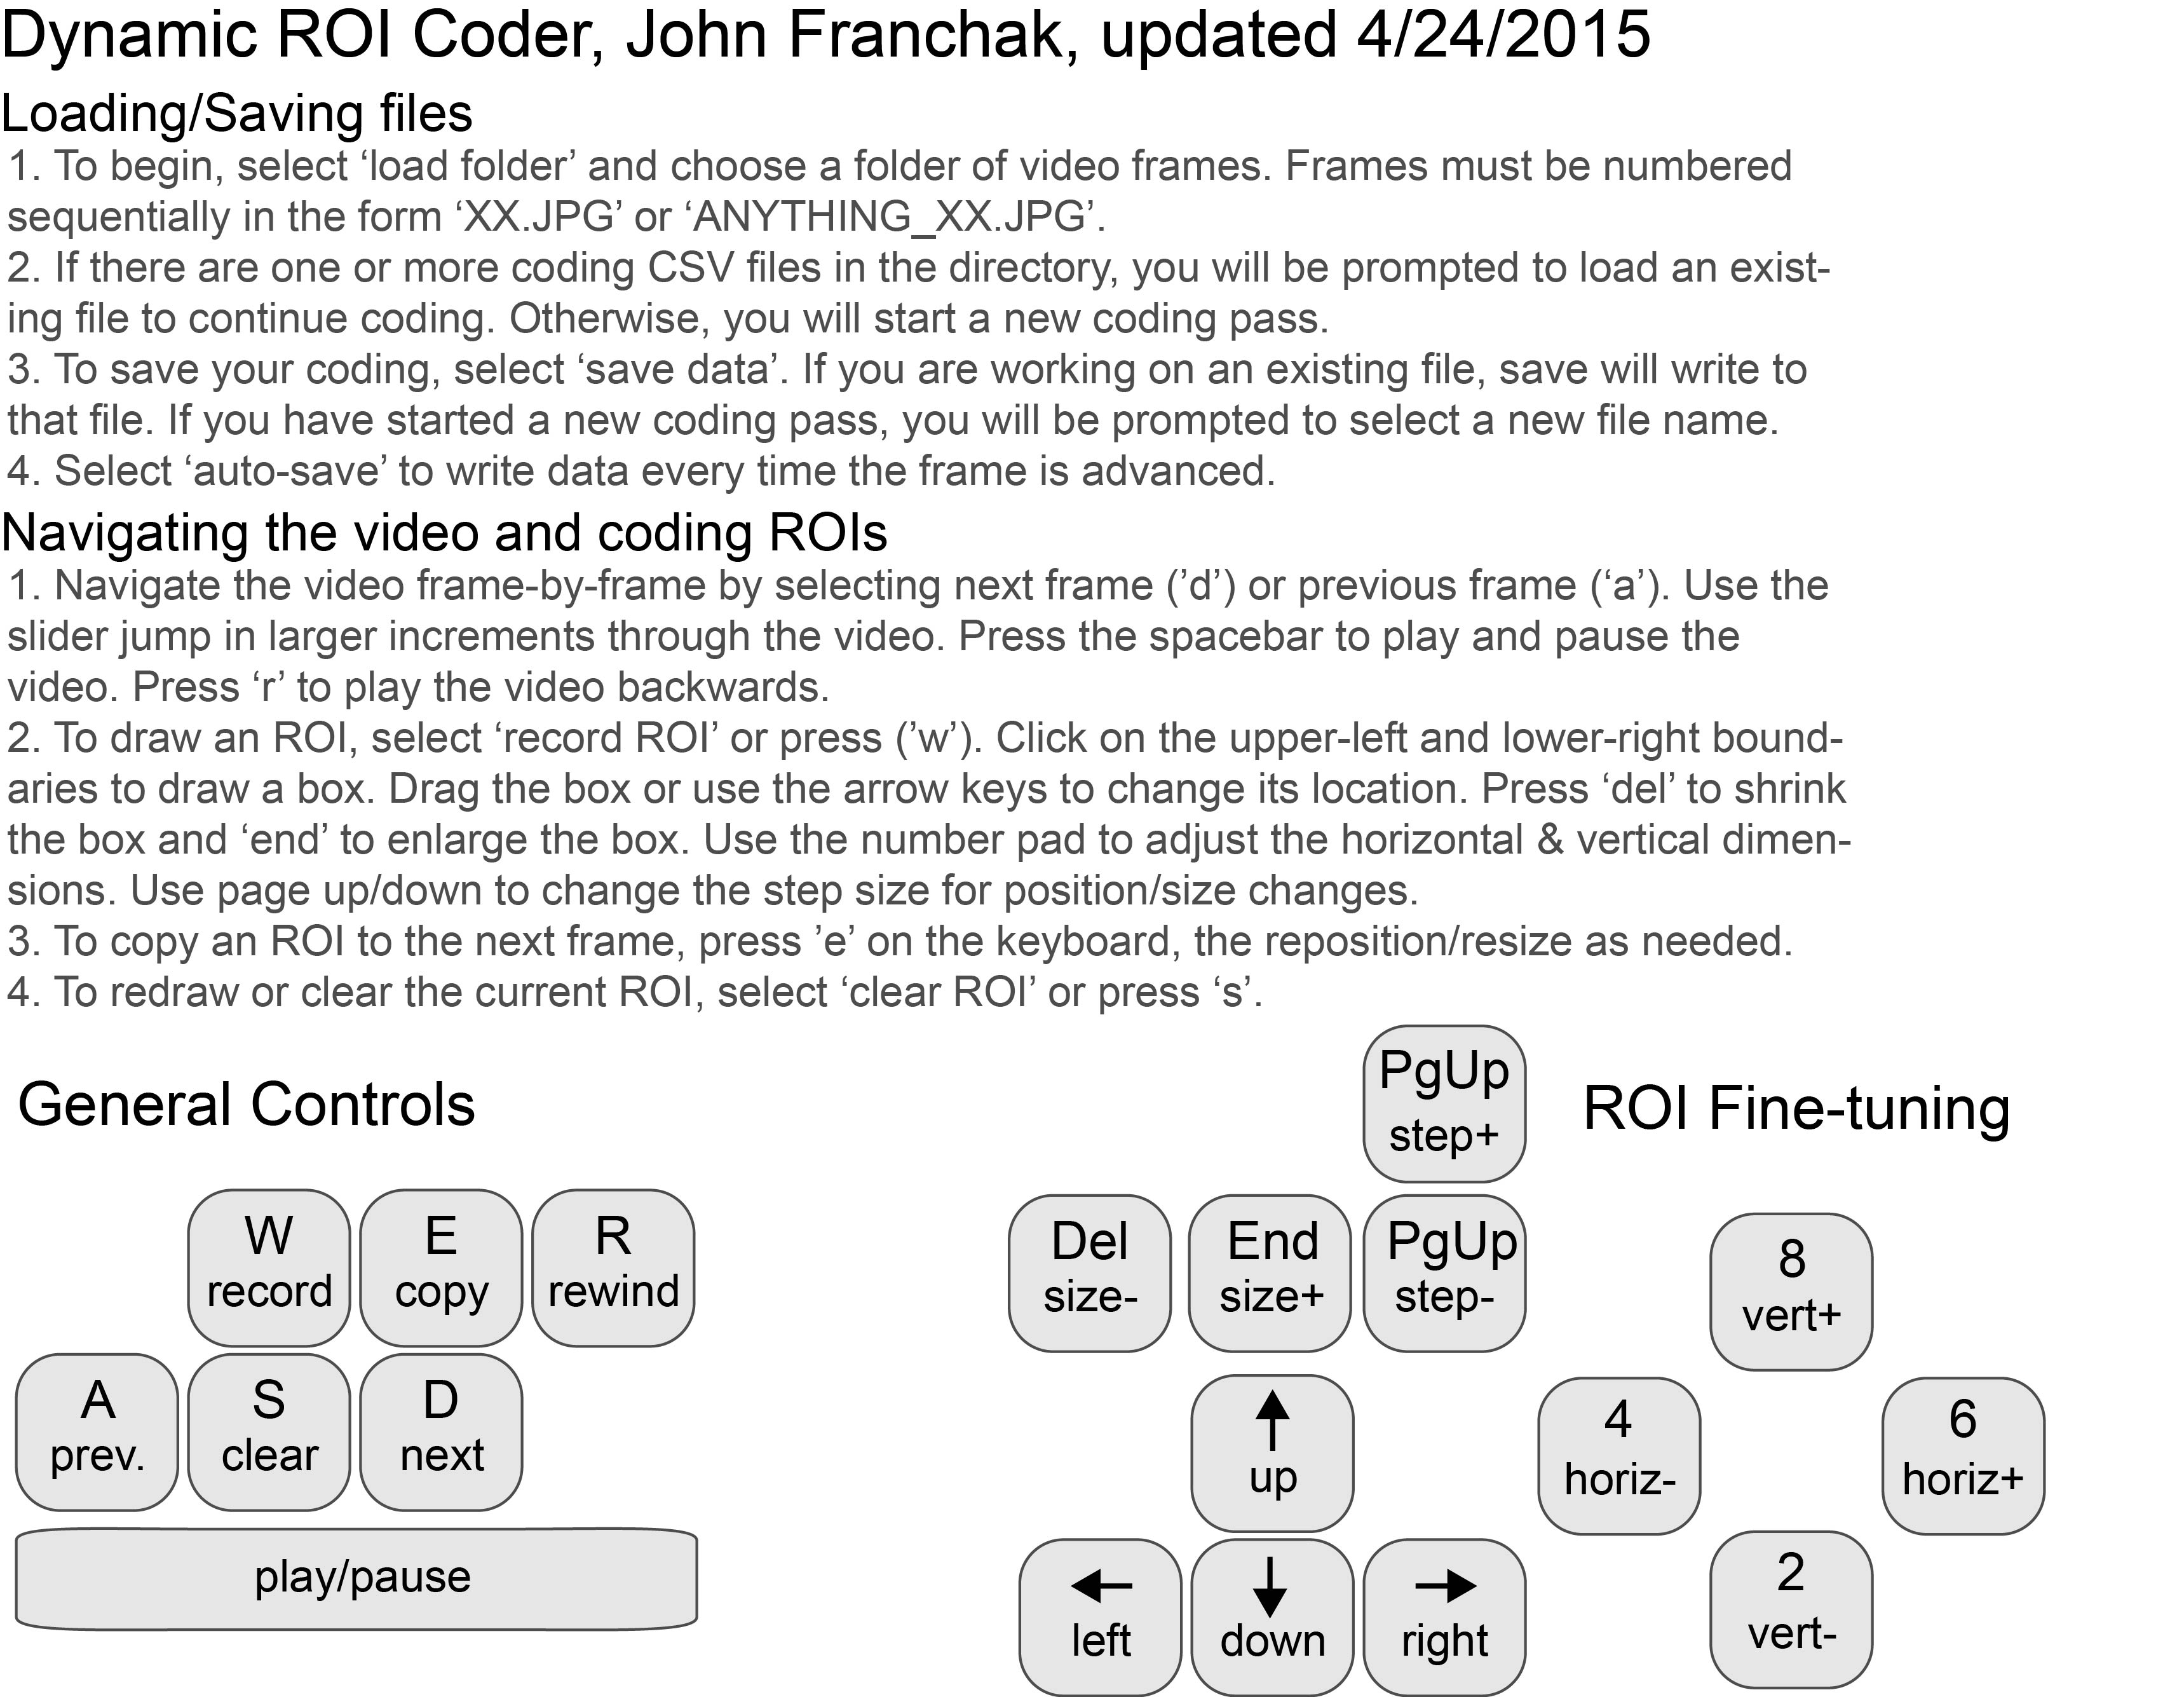 Dynamic ROI Coder, John Franchak, updated 4/24/2015
Loading/Saving files
1. To begin, select ‘load folder’ and choose a folder of video frames. Frames must be numbered
sequentially in the form ‘XX.JPG’ or ‘ANYTHING_XX.JPG’.
2. If there are one or more coding CSV files in the directory, you will be prompted to load an exist-
ing file to continue coding. Otherwise, you will start a new coding pass.
3. To save your coding, select ‘save data’. If you are working on an existing file, save will write to
that file. If you have started a new coding pass, you will be prompted to select a new file name.
4. Select ‘auto-save’ to write data every time the frame is advanced.
Navigating the video and coding ROIs
1. Navigate the video frame-by-frame by selecting next frame (’d’) or previous frame (‘a’). Use the
slider jump in larger increments through the video. Press the spacebar to play and pause the
video. Press ‘r’ to play the video backwards.
2. To draw an ROI, select ‘record ROI’ or press (’w’). Click on the upper-left and lower-right bound-
aries to draw a box. Drag the box or use the arrow keys to change its location. Press ‘del’ to shrink
the box and ‘end’ to enlarge the box. Use the number pad to adjust the horizontal & vertical dimen-
sions. Use page up/down to change the step size for position/size changes.
3. To copy an ROI to the next frame, press ’e’ on the keyboard, the reposition/resize as needed.
4. To redraw or clear the current ROI, select ‘clear ROI’ or press ‘s’.
General Controls
W
record
E
copy
R
rewind
A
prev.
S
clear
D
next
play/pause
ROI Fine-tuning
PgUp
step+
Del
size-
End
size+
PgUp
step-
↑
up
←
left
↓
down
→
right
8
vert+
4
horiz-
6
horiz+
2
vert-